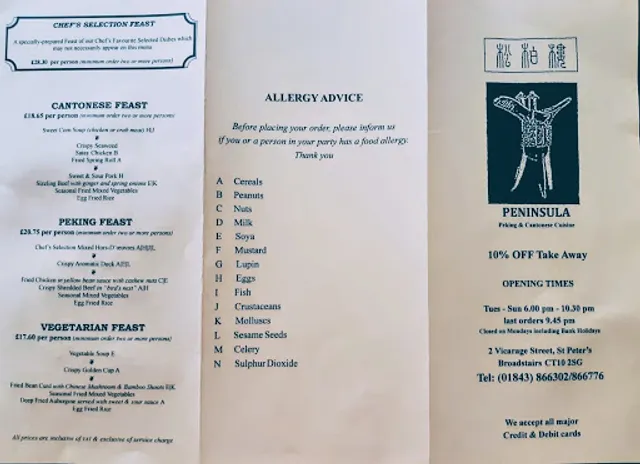 CHEF'S SELECTION FEAST
A specially-prepared Feast of our Chef's Favourite Selected Dishes which
may not necessarily appear on this menu
per person (minimum order two or more persons)
CANTONESE FEAST
£18.65 per person (minimum order two or more persons)
Sweet Corn Soup (chicken or crab meat) H/J
Crispy Seaweed
Satay Chicken B
Fried Spring Roll A
Sweet & Sour Pork H
Sizzling Beef with ginger and spring onions E/K
Seasonal Fried Mixed Vegetables
Egg Fried Rice
PEKING FEAST
£20.75 per person (minimum order two or more persons)
Chef's Selection Mixed Hors-D'oeuvres
Crispy Aromatic Duck
Fried Chicken in yellow bean sauce with cashew nuts C/E
Crispy Shredded Beef in "bird's nest" A/H
Seasonal Mixed Vegetables
Egg Fried Rice
VEGETARIAN FEAST
£17.60 per person (minimum order two or more persons)
Vegetable Soup E
Crispy Golden Cup A
Fried Bean Curd with Chinese Mushroom & Bamboo Shoots E/K
Seasonal Fried Mixed Vegetables
Deep Fried Aubergine served with sweet & sour sauce A
Egg Fried Rice
All prices are inclusive of vat & exclusive of service charge
ALLERGY ADVICE
Before placing your order, please inform us
if you or a person in your party has a food allergy.
Thank you
A Cereals
B Peanuts
C Nuts
D Milk
E Soya
F Mustard
G Lupin
H Eggs
I Fish
J Crustaceans
K Molluscs
L Sesame Seeds
M Celery
N Sulphur Dioxide
松柏樓
PENINSULA
Peking & Cantonese Cuisine
10% OFF Take Away
OPENING TIMES
Tues - Sun 6.00 pm - 10.30 pm
last orders 9.45 pm
Closed on Mondays including Bank Holidays
2 Vicarage Street, St Peter's
Broadstairs CT10 2SG
Tel: (01843) 866302/866776
We accept all major
Credit & Debit cards